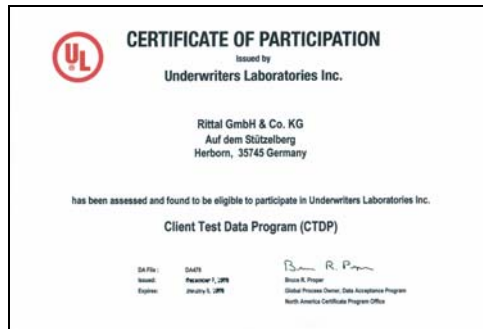 UL
CERTIFICATE OF PARTICIPATION
Issued by
Underwriters Laboratories Inc.
Rittal GmbH & Co. KG
Auf dem Stützelberg
Herborn, 35745 Germany
has been assessed and found to be eligible to participate in Underwriters Laboratories Inc.
Client Test Data Program (CTDP)
DA File :
Issued:
Expires:
Bruce R. Proper
Global Process Owner, Data Acceptance Program
North America Certificate Program Office